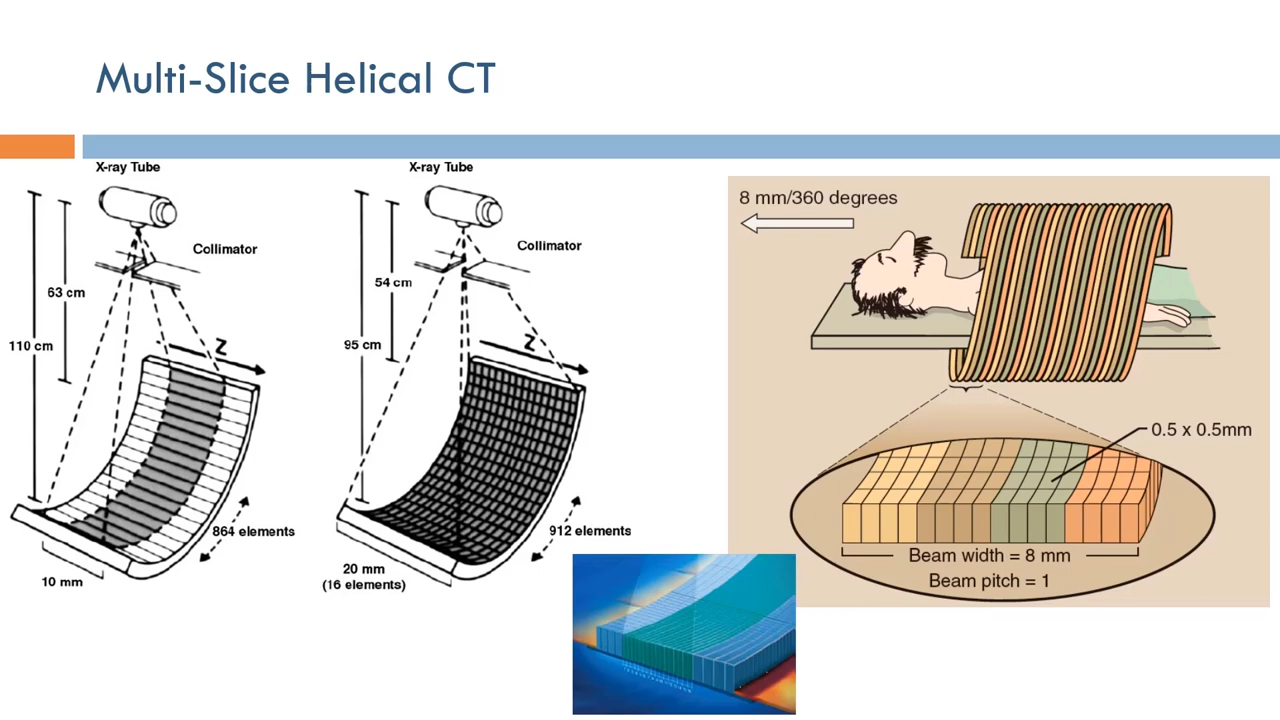 Multi-Slice Helical CT
X-ray Tube
Collimator
63 cm
110 cm
Z
864 elements
10 mm
X-ray Tube
Collimator
54 cm
95 cm
Z
912 elements
20 mm
(16 elements)
8 mm/360 degrees
0.5 x 0.5mm
Beam width = 8 mm
Beam pitch = 1